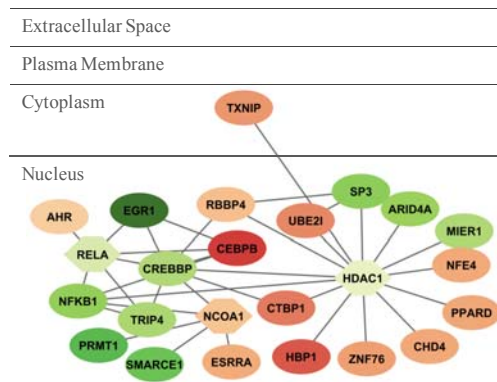 Extracellular Space
Plasma Membrane
Cytoplasm
TXNIP
Nucleus
SP3
RBBP4
ARID4A
EGR1
AHR
UBE2I
MIER1
CEBPB
RELA
CREBBP
NFE4
HDAC1
NFKB1
CTBP1
PPARD
TRIP4
NCOA1
PRMT1
CHD4
HBP1
ZNF76
SMARCE1
ESRRA